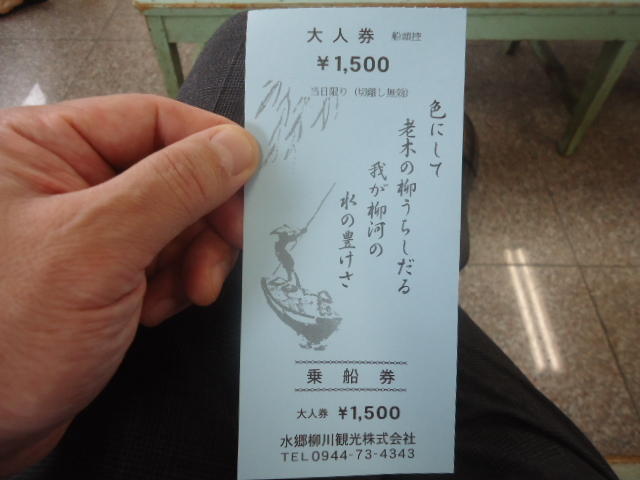 大人券 船頭控
¥1,500
当日限り（切離し無効）
色にして
老木の柳うちしだる
我が柳河の
水の豊けさ
乗船券
大人券 ¥1,500
水郷柳川観光株式会社
TEL0944-73-4343